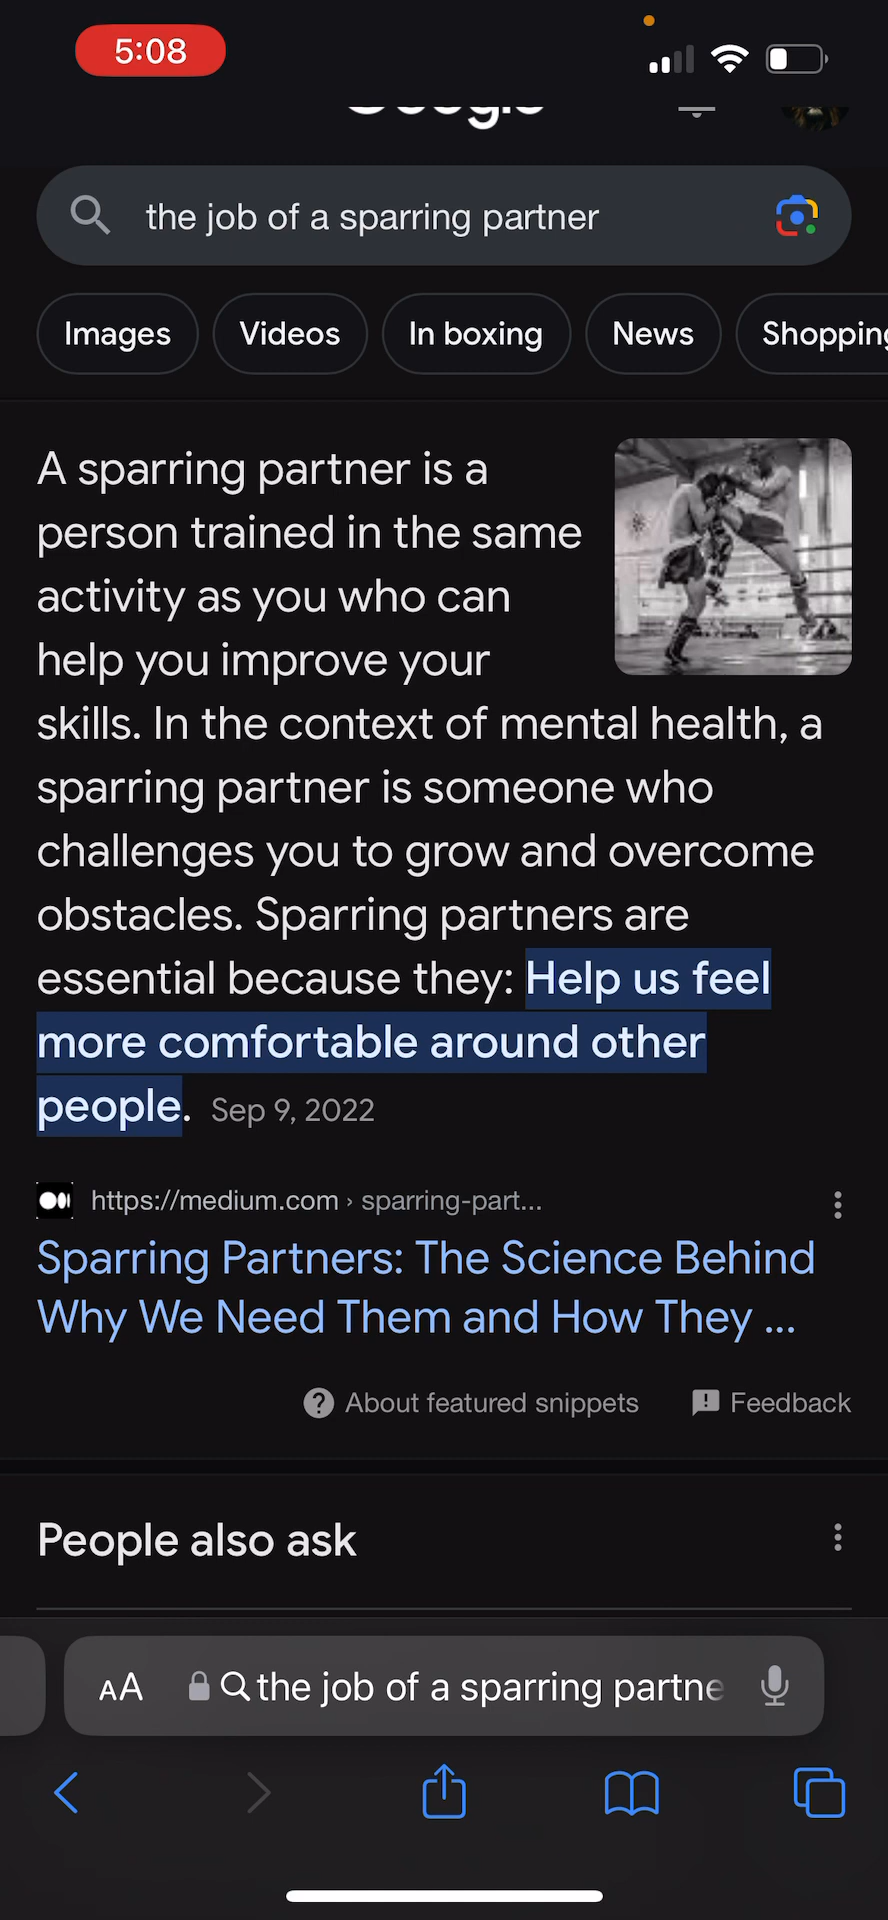 5:08
Google
the job of a sparring partner
Images
Videos
In boxing
News
Shopping
A sparring partner is a
person trained in the same
activity as you who can
help you improve your
skills. In the context of mental health, a
sparring partner is someone who
challenges you to grow and overcome
obstacles. Sparring partners are
essential because they: Help us feel
more comfortable around other
people. Sep 9, 2022
https://medium.com › sparring-part...
Sparring Partners: The Science Behind
Why We Need Them and How They ...
About featured snippets
Feedback
People also ask
AA
the job of a sparring partne